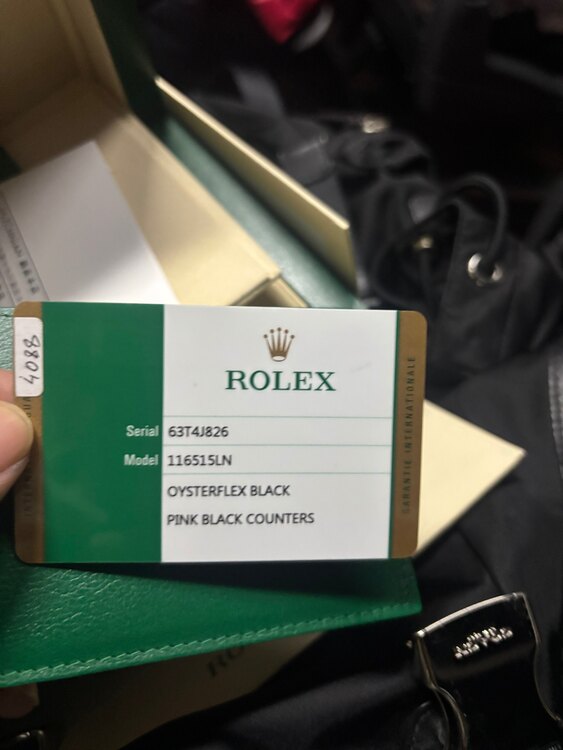 4088
ROLEX
Serial 63T4J826
Model 116515LN
OYSTERFLEX BLACK
PINK BLACK COUNTERS
GARANTIE INTERNATIONALE